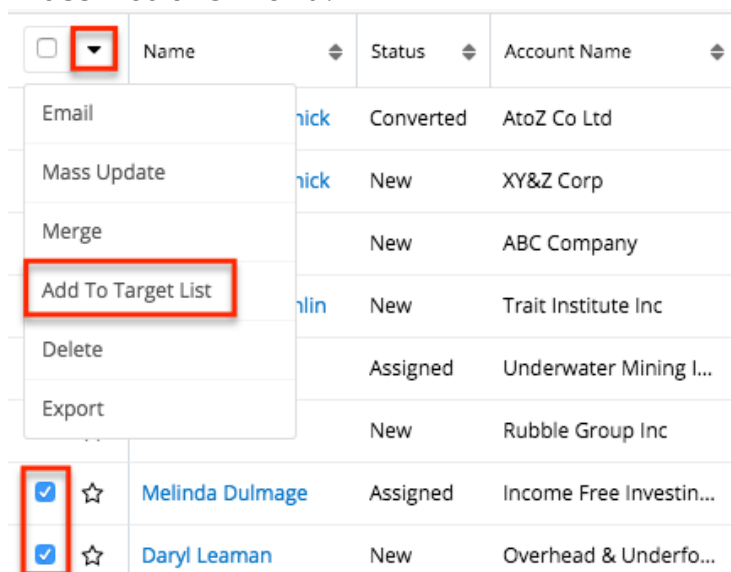 Name Status Account Name
Email
nick Converted AtoZ Co Ltd
Mass Update
nick New XY&Z Corp
Merge
New ABC Company
Add To Target List
nlin New Trait Institute Inc
Delete
Assigned Underwater Mining I...
Export
New Rubble Group Inc
Melinda Dulmage Assigned Income Free Investin...
Daryl Leaman New Overhead & Underfo...